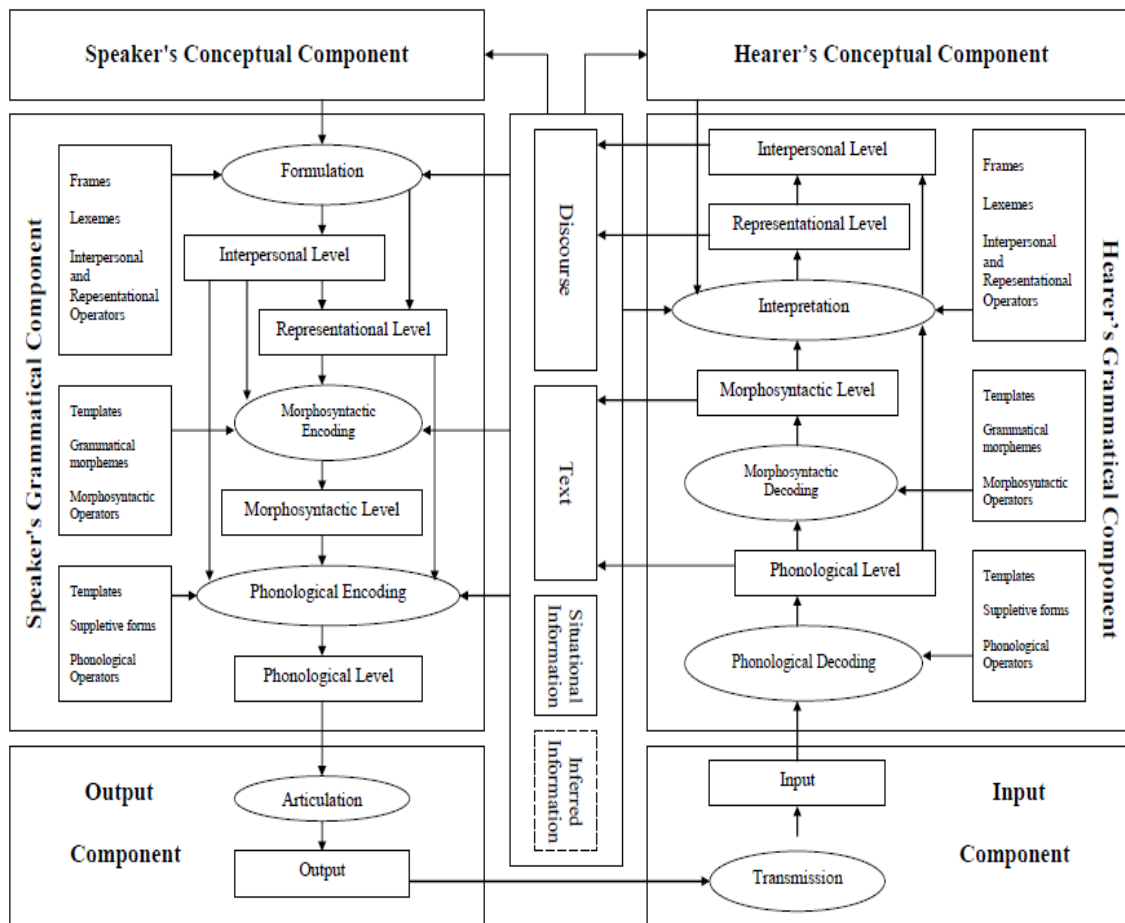 Speaker's Conceptual Component
Hearer's Conceptual Component
Speaker's Grammatical Component
Formulation
Frames
Lexemes
Interpersonal
and
Representational
Operators
Interpersonal Level
Representational Level
Templates
Grammatical
morphemes
Morphosyntactic
Operators
Morphosyntactic
Encoding
Morphosyntactic Level
Templates
Suppletive forms
Phonological
Operators
Phonological Encoding
Phonological Level
Output
Component
Articulation
Output
Discourse
Text
Situational
Information
Inferred
Information
Hearer's Grammatical Component
Interpersonal Level
Representational Level
Interpretation
Frames
Lexemes
Interpersonal
and
Representational
Operators
Morphosyntactic Level
Morphosyntactic
Decoding
Templates
Grammatical
morphemes
Morphosyntactic
Operators
Phonological Level
Phonological Decoding
Templates
Suppletive forms
Phonological
Operators
Input
Input
Component
Transmission